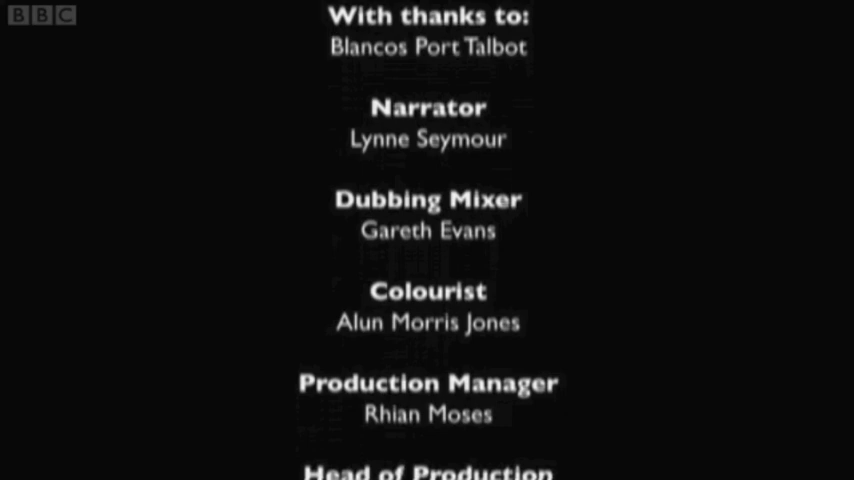 BBC
With thanks to:
Blancos Port Talbot
Narrator
Lynne Seymour
Dubbing Mixer
Gareth Evans
Colourist
Alun Morris Jones
Production Manager
Rhian Moses
Head of Production